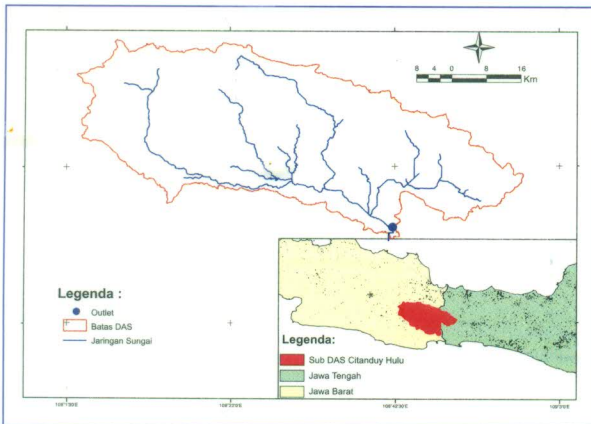 8 4 0 8 16
Km
Legenda :
Outlet
Batas DAS
Jaringan Sungai
Legenda:
Sub DAS Citanduy Hulu
Jawa Tengah
Jawa Barat